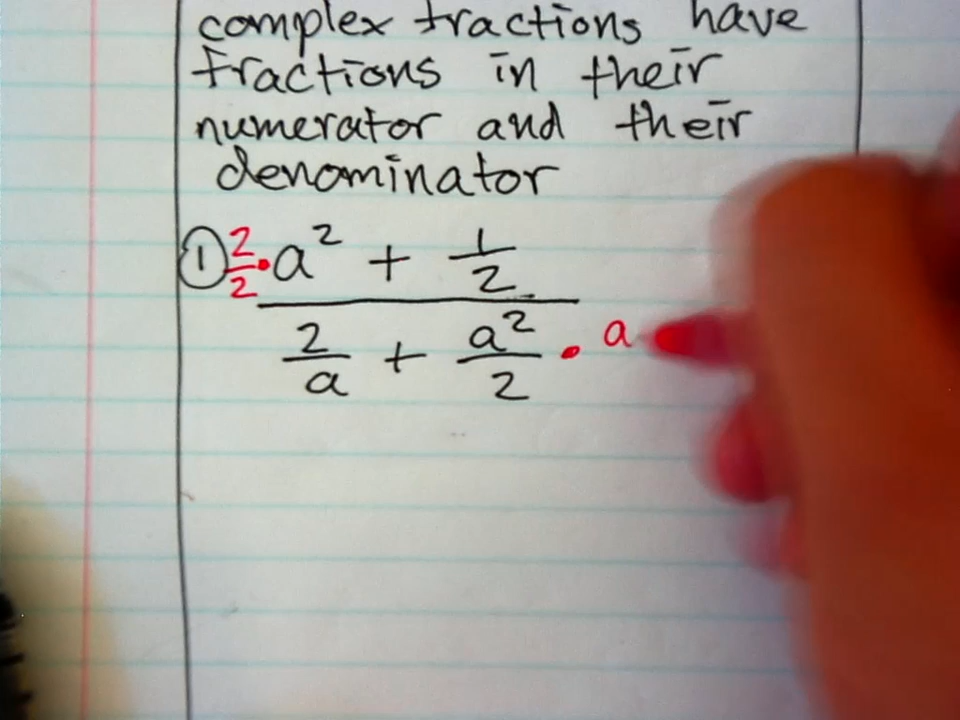 complex fractions have
fractions in their
numerator and their
denominator
① 2/2 · a² + 1/2
2/a + a²/2 · a